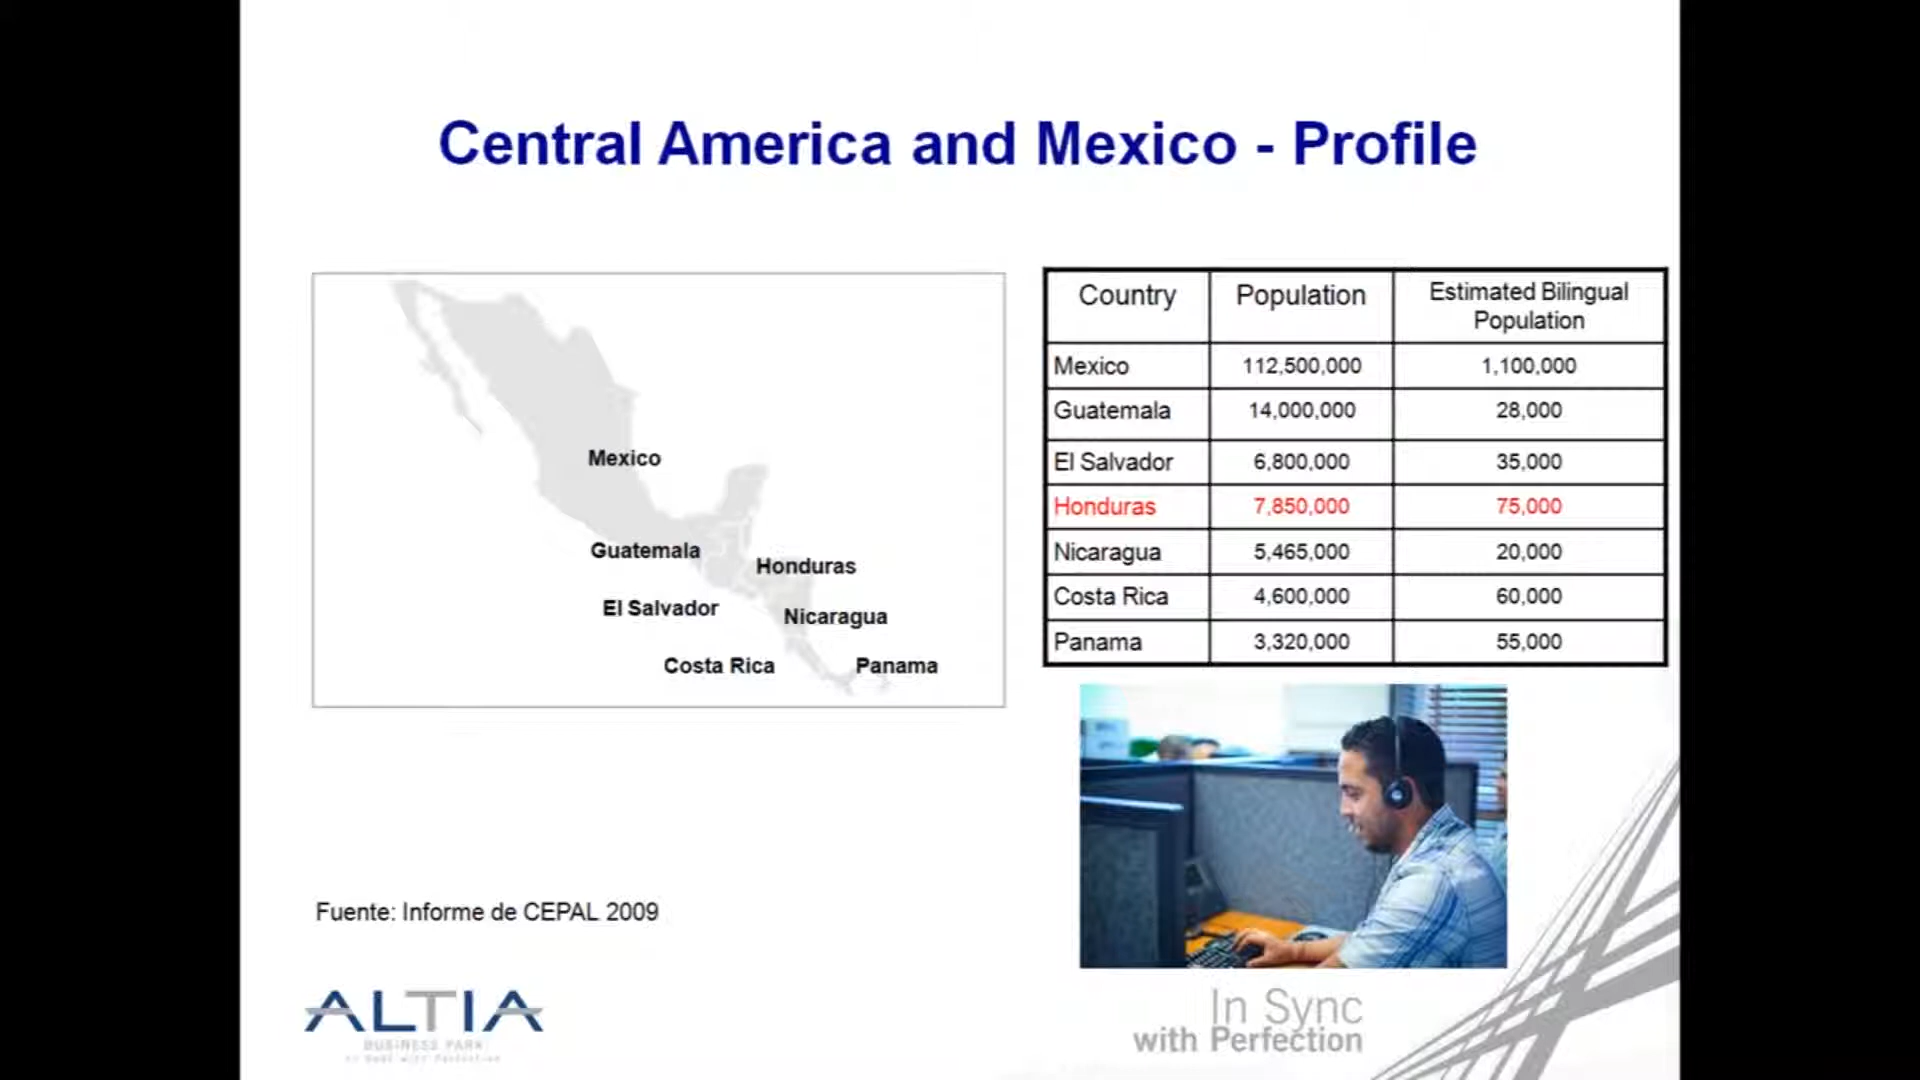 Central America and Mexico - Profile
Mexico
Guatemala
Honduras
El Salvador
Nicaragua
Costa Rica
Panama
Country Population Estimated Bilingual
Population
Mexico 112,500,000 1,100,000
Guatemala 14,000,000 28,000
El Salvador 6,800,000 35,000
Honduras 7,850,000 75,000
Nicaragua 5,465,000 20,000
Costa Rica 4,600,000 60,000
Panama 3,320,000 55,000
Fuente: Informe de CEPAL 2009
ALTIA
BUSINESS PARK
In Sync
with Perfection